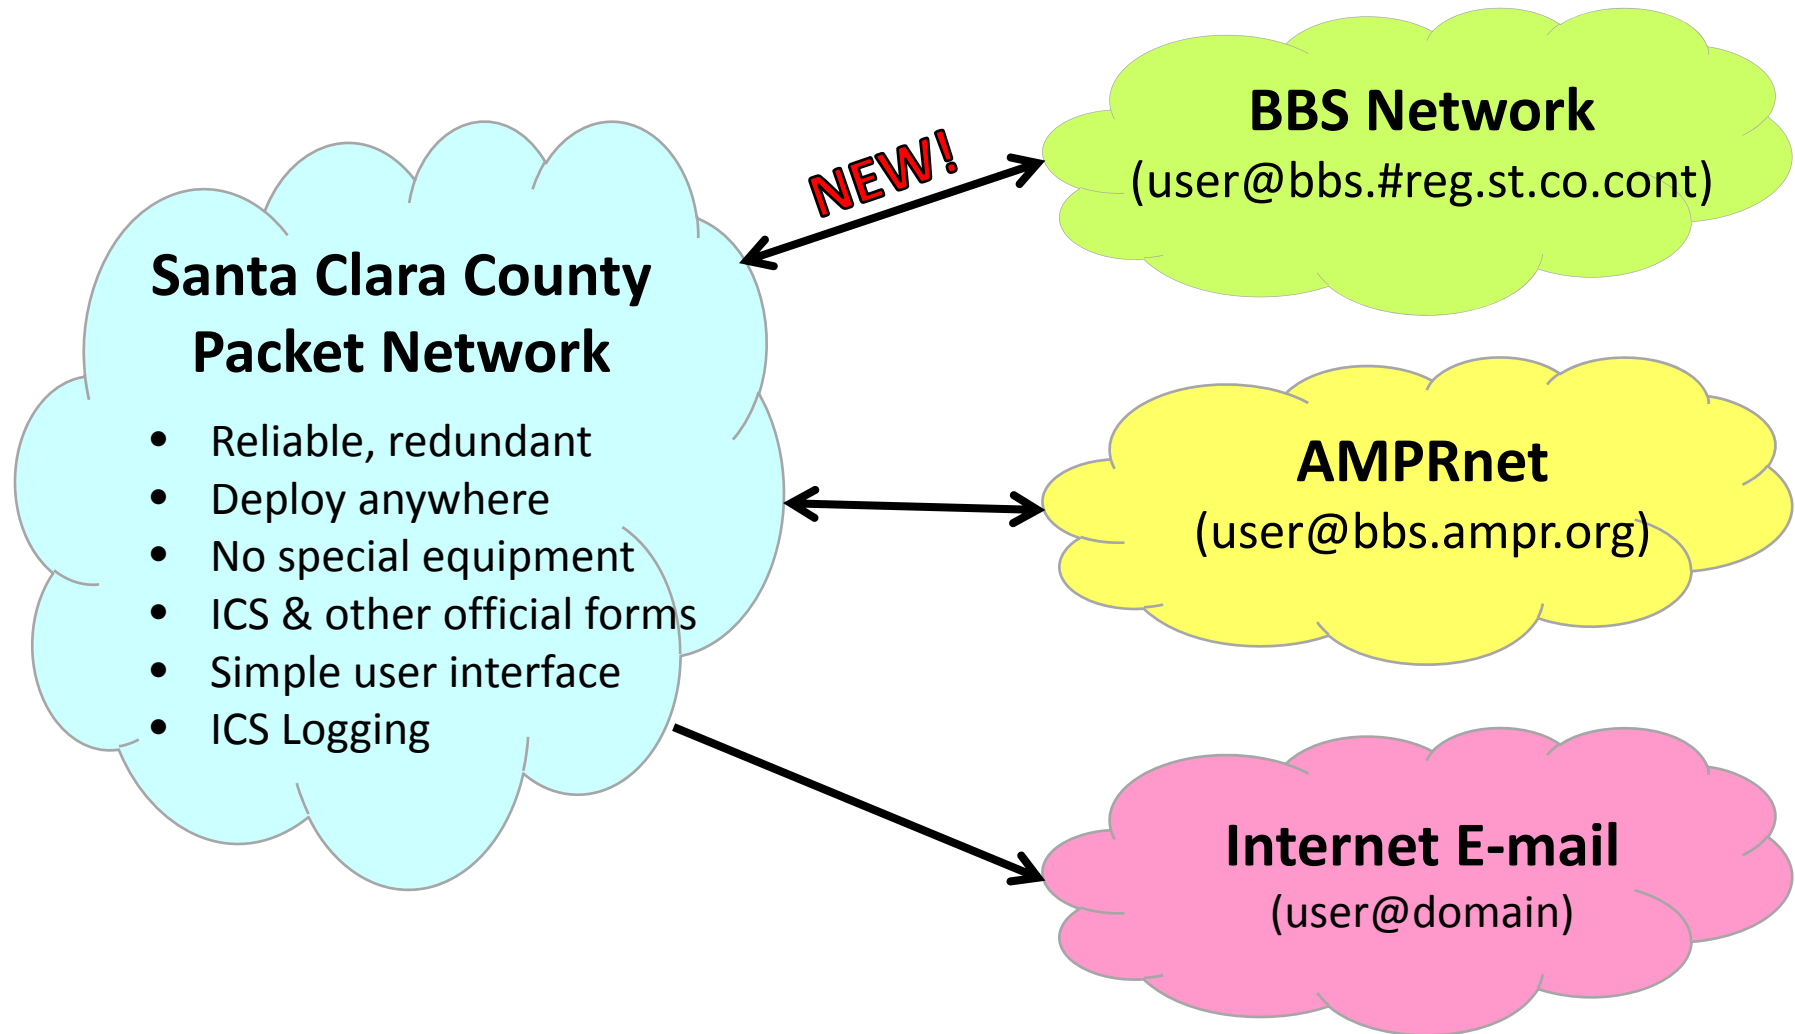 Santa Clara County
Packet Network
• Reliable, redundant
• Deploy anywhere
• No special equipment
• ICS & other official forms
• Simple user interface
• ICS Logging
NEW!
BBS Network
(user@bbs.#reg.st.co.cont)
AMPRnet
(user@bbs.ampr.org)
Internet E-mail
(user@domain)